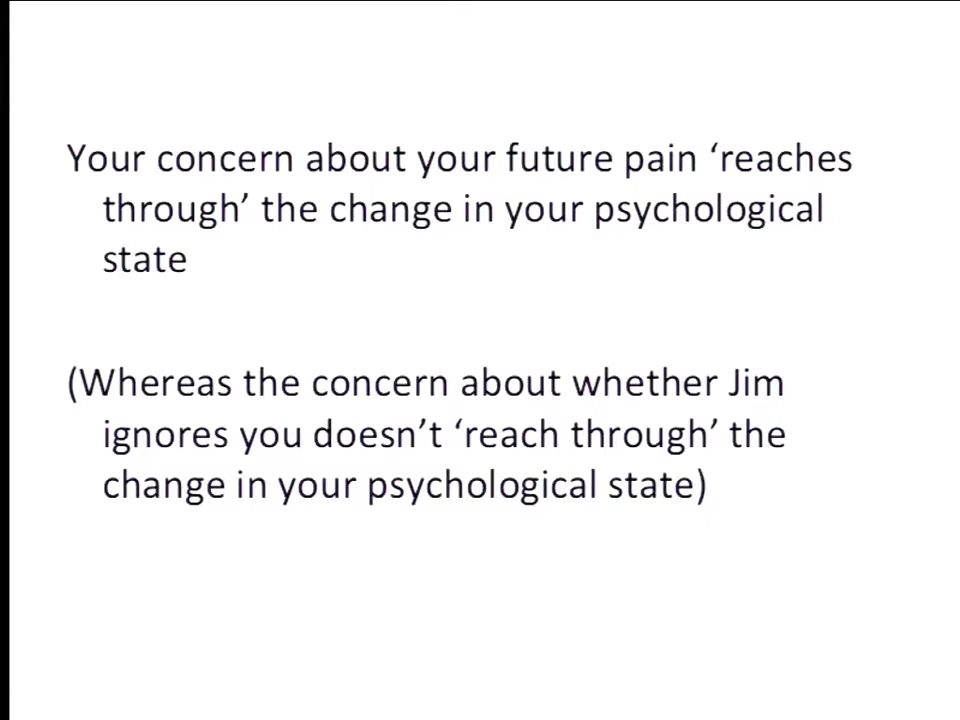 Your concern about your future pain ‘reaches
through’ the change in your psychological
state
(Whereas the concern about whether Jim
ignores you doesn’t ‘reach through’ the
change in your psychological state)